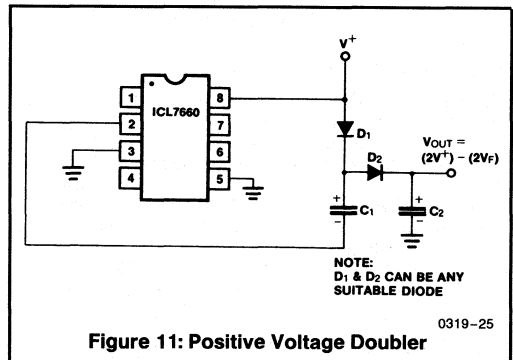 V+
ICL7660
1
2
3
4
8
7
6
5
D1
D2
VOUT =
(2V+) – (2VF)
+
C1
–
+
C2
–
NOTE:
D1 & D2 CAN BE ANY
SUITABLE DIODE
0319–25
Figure 11: Positive Voltage Doubler